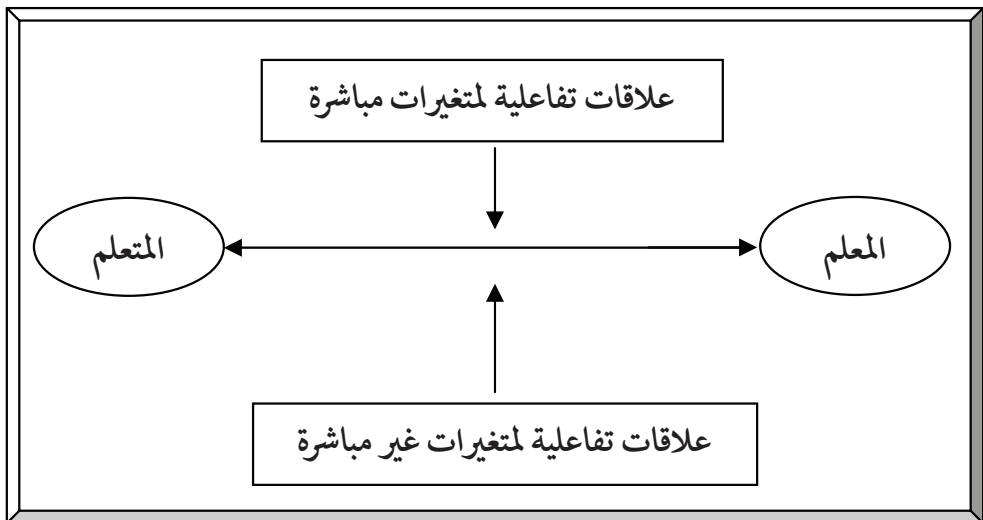 علاقات تفاعلية لمتغيرات مباشرة
المعلم
المتعلم
علاقات تفاعلية لمتغيرات غير مباشرة